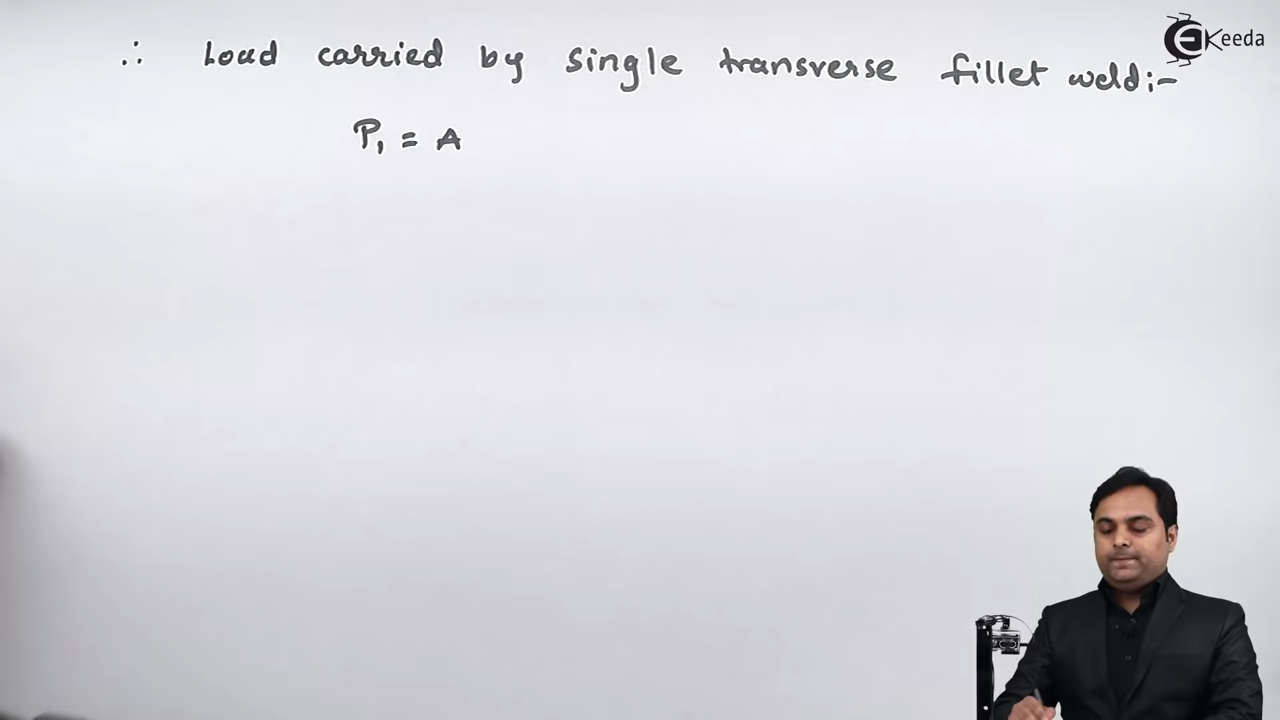 EKeeda
∴ Load carried by single transverse fillet weld:-
P₁ = A